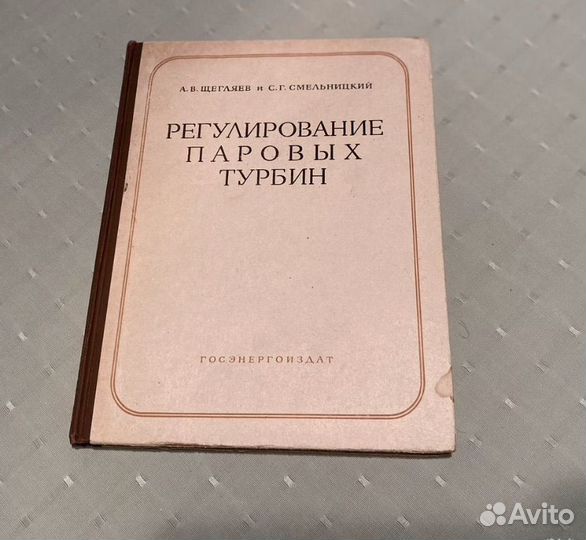 А. В. ЩЕГЛЯЕВ И С. Г. СМЕЛЬНИЦКИЙ
РЕГУЛИРОВАНИЕ
ПАРОВЫХ
ТУРБИН
ГОСЭНЕРГОИЗДАТ
Avito